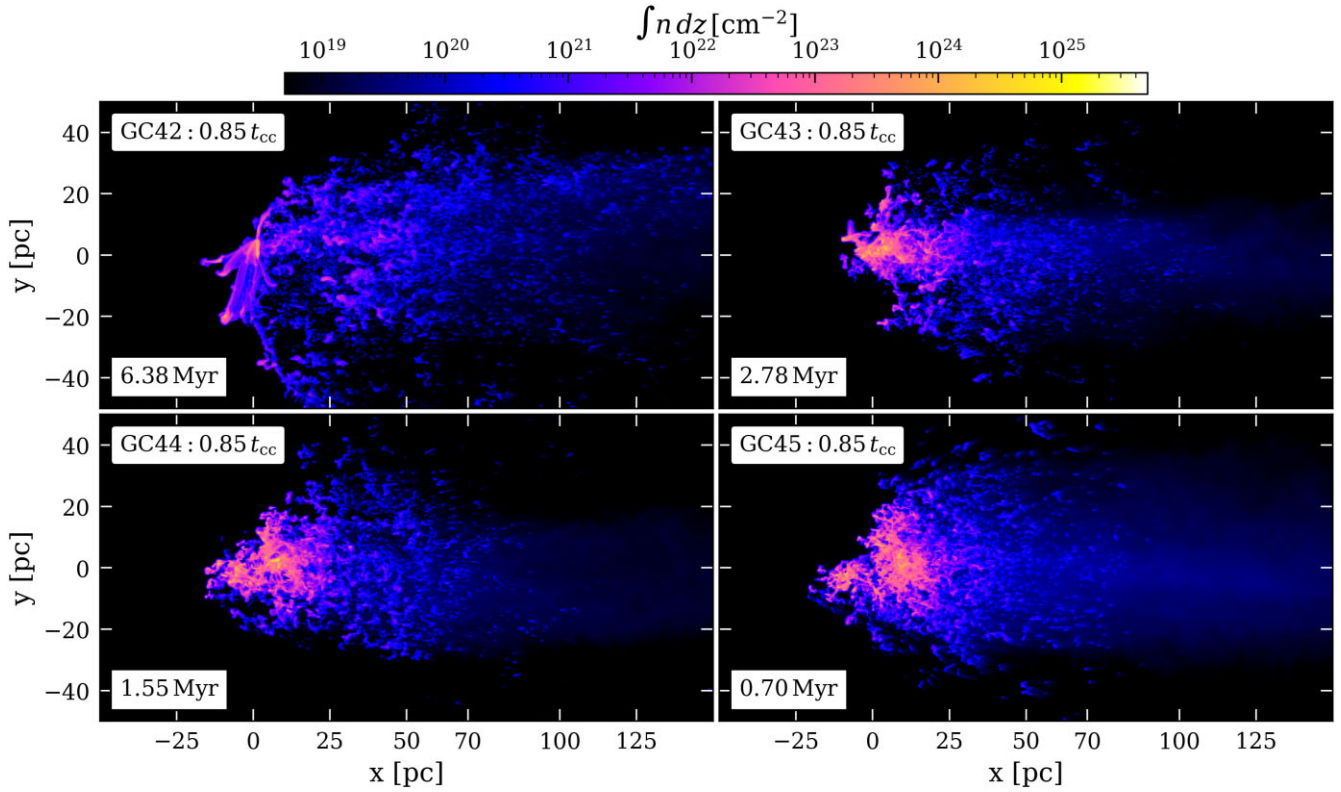 ∫ n dz [cm⁻²]
10¹⁹ 10²⁰ 10²¹ 10²² 10²³ 10²⁴ 10²⁵
GC42 : 0.85 t_cc
GC43 : 0.85 t_cc
40
20
0
−20
−40
y [pc]
6.38 Myr
2.78 Myr
GC44 : 0.85 t_cc
GC45 : 0.85 t_cc
40
20
0
−20
−40
y [pc]
1.55 Myr
0.70 Myr
−25 0 25 50 70 100 125
−25 0 25 50 70 100 125
x [pc]
x [pc]